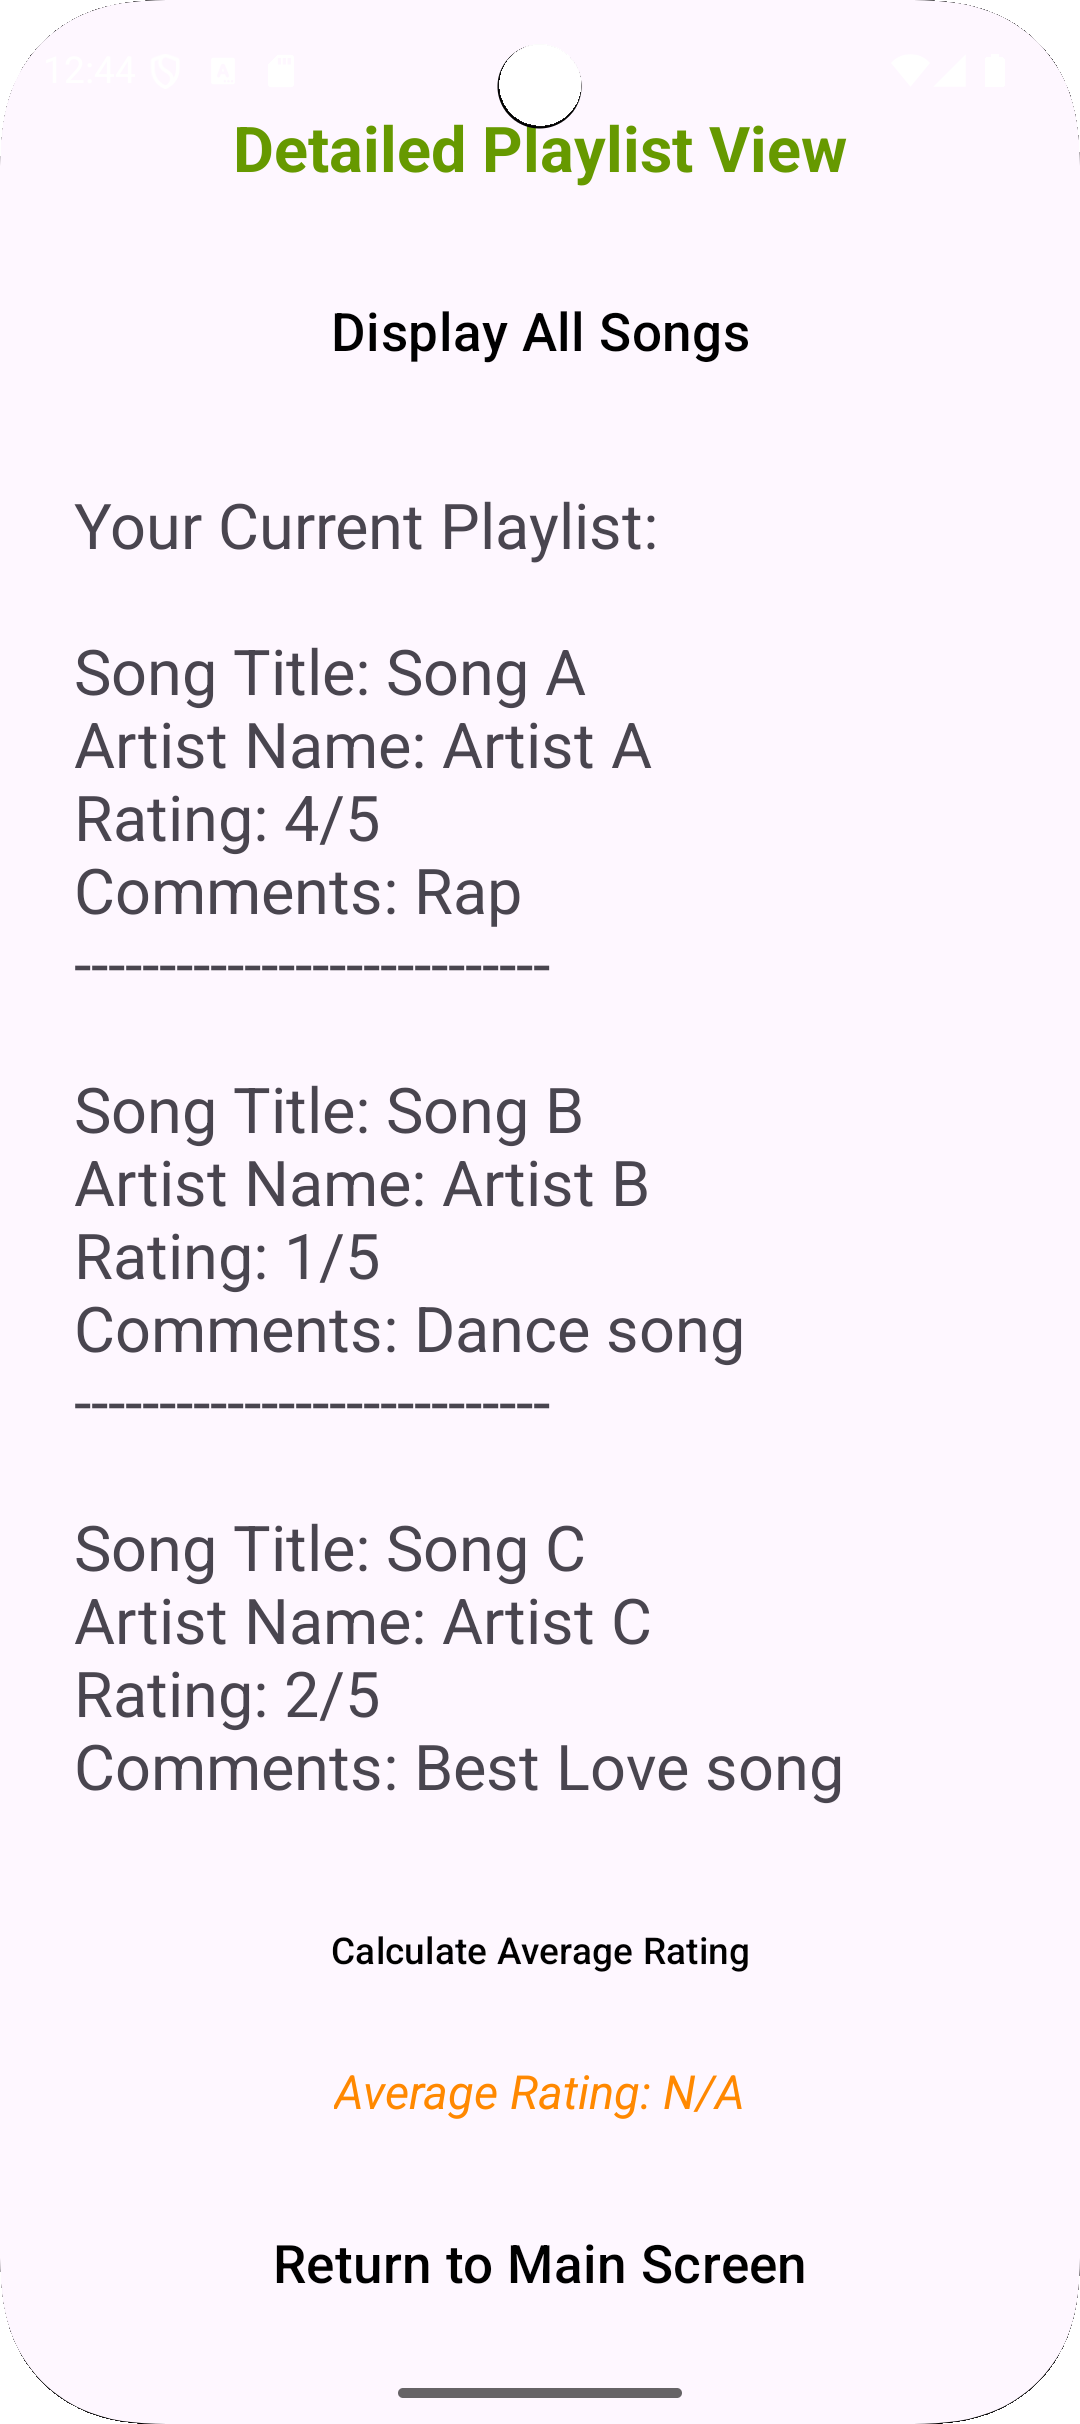 12:44
Detailed Playlist View
Display All Songs
Your Current Playlist:
Song Title: Song A
Artist Name: Artist A
Rating: 4/5
Comments: Rap
----------------------------
Song Title: Song B
Artist Name: Artist B
Rating: 1/5
Comments: Dance song
----------------------------
Song Title: Song C
Artist Name: Artist C
Rating: 2/5
Comments: Best Love song
Calculate Average Rating
Average Rating: N/A
Return to Main Screen